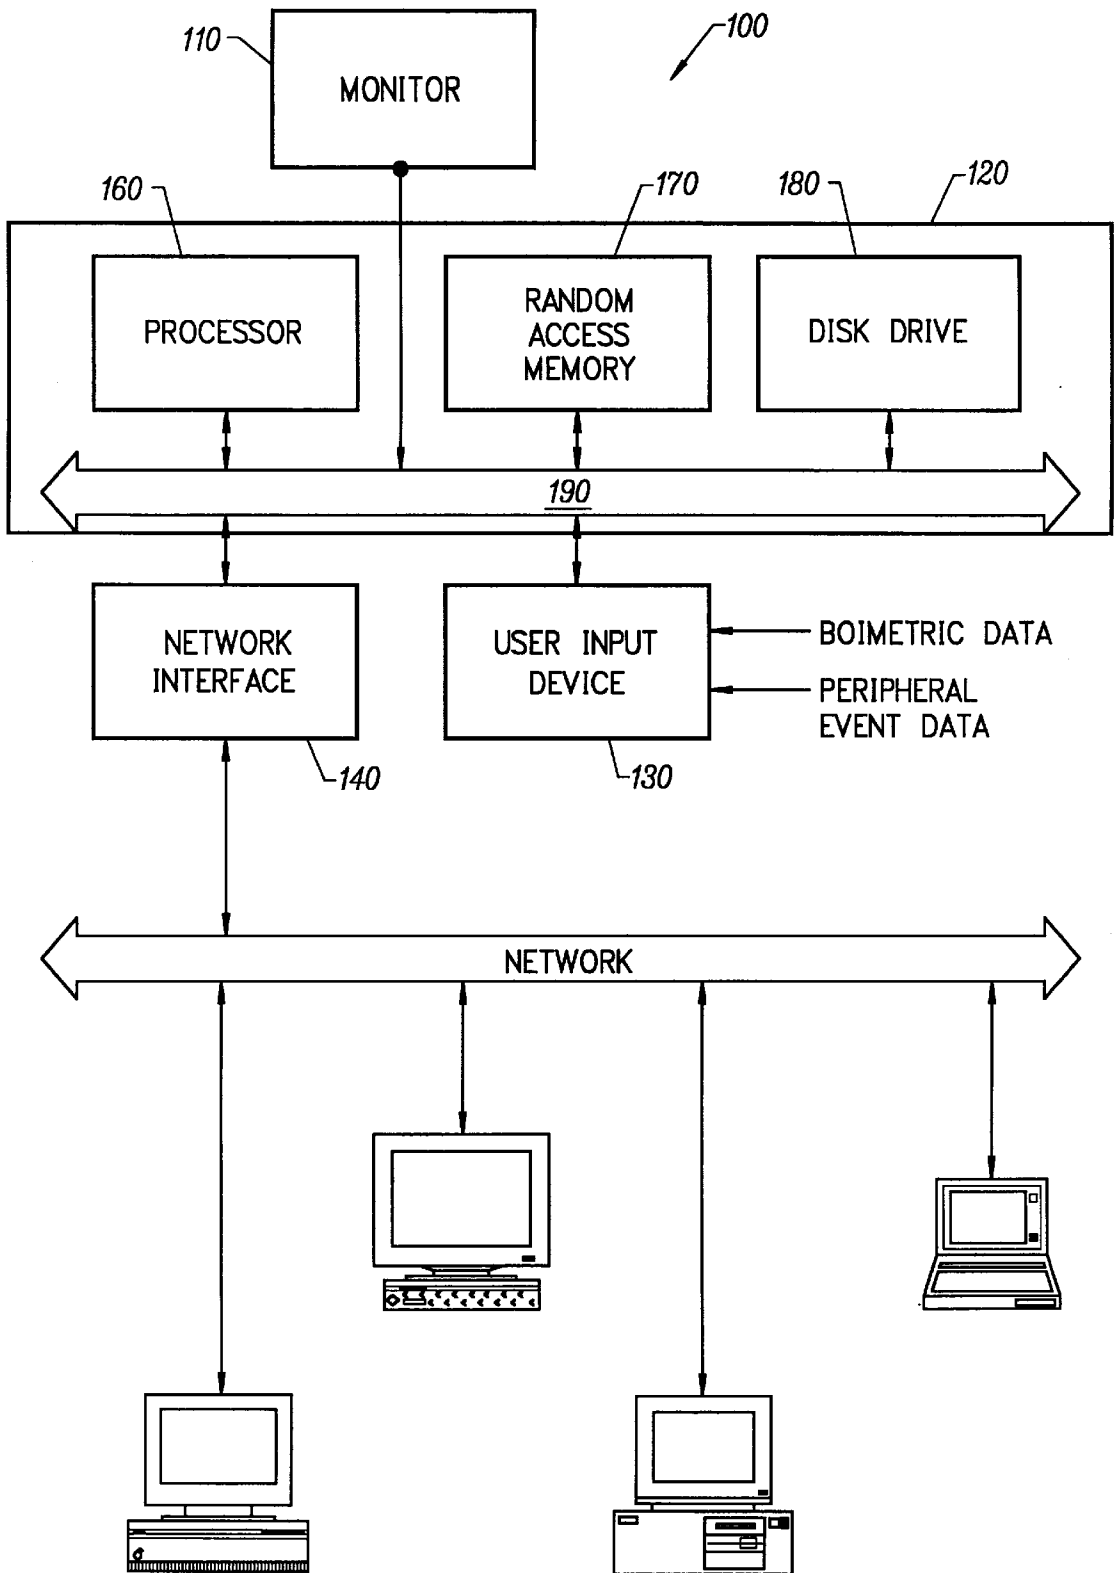 110
100
MONITOR
160
170
180
120
PROCESSOR
RANDOM
ACCESS
MEMORY
DISK DRIVE
190
NETWORK
INTERFACE
USER INPUT
DEVICE
BOIMETRIC DATA
PERIPHERAL
EVENT DATA
140
130
NETWORK